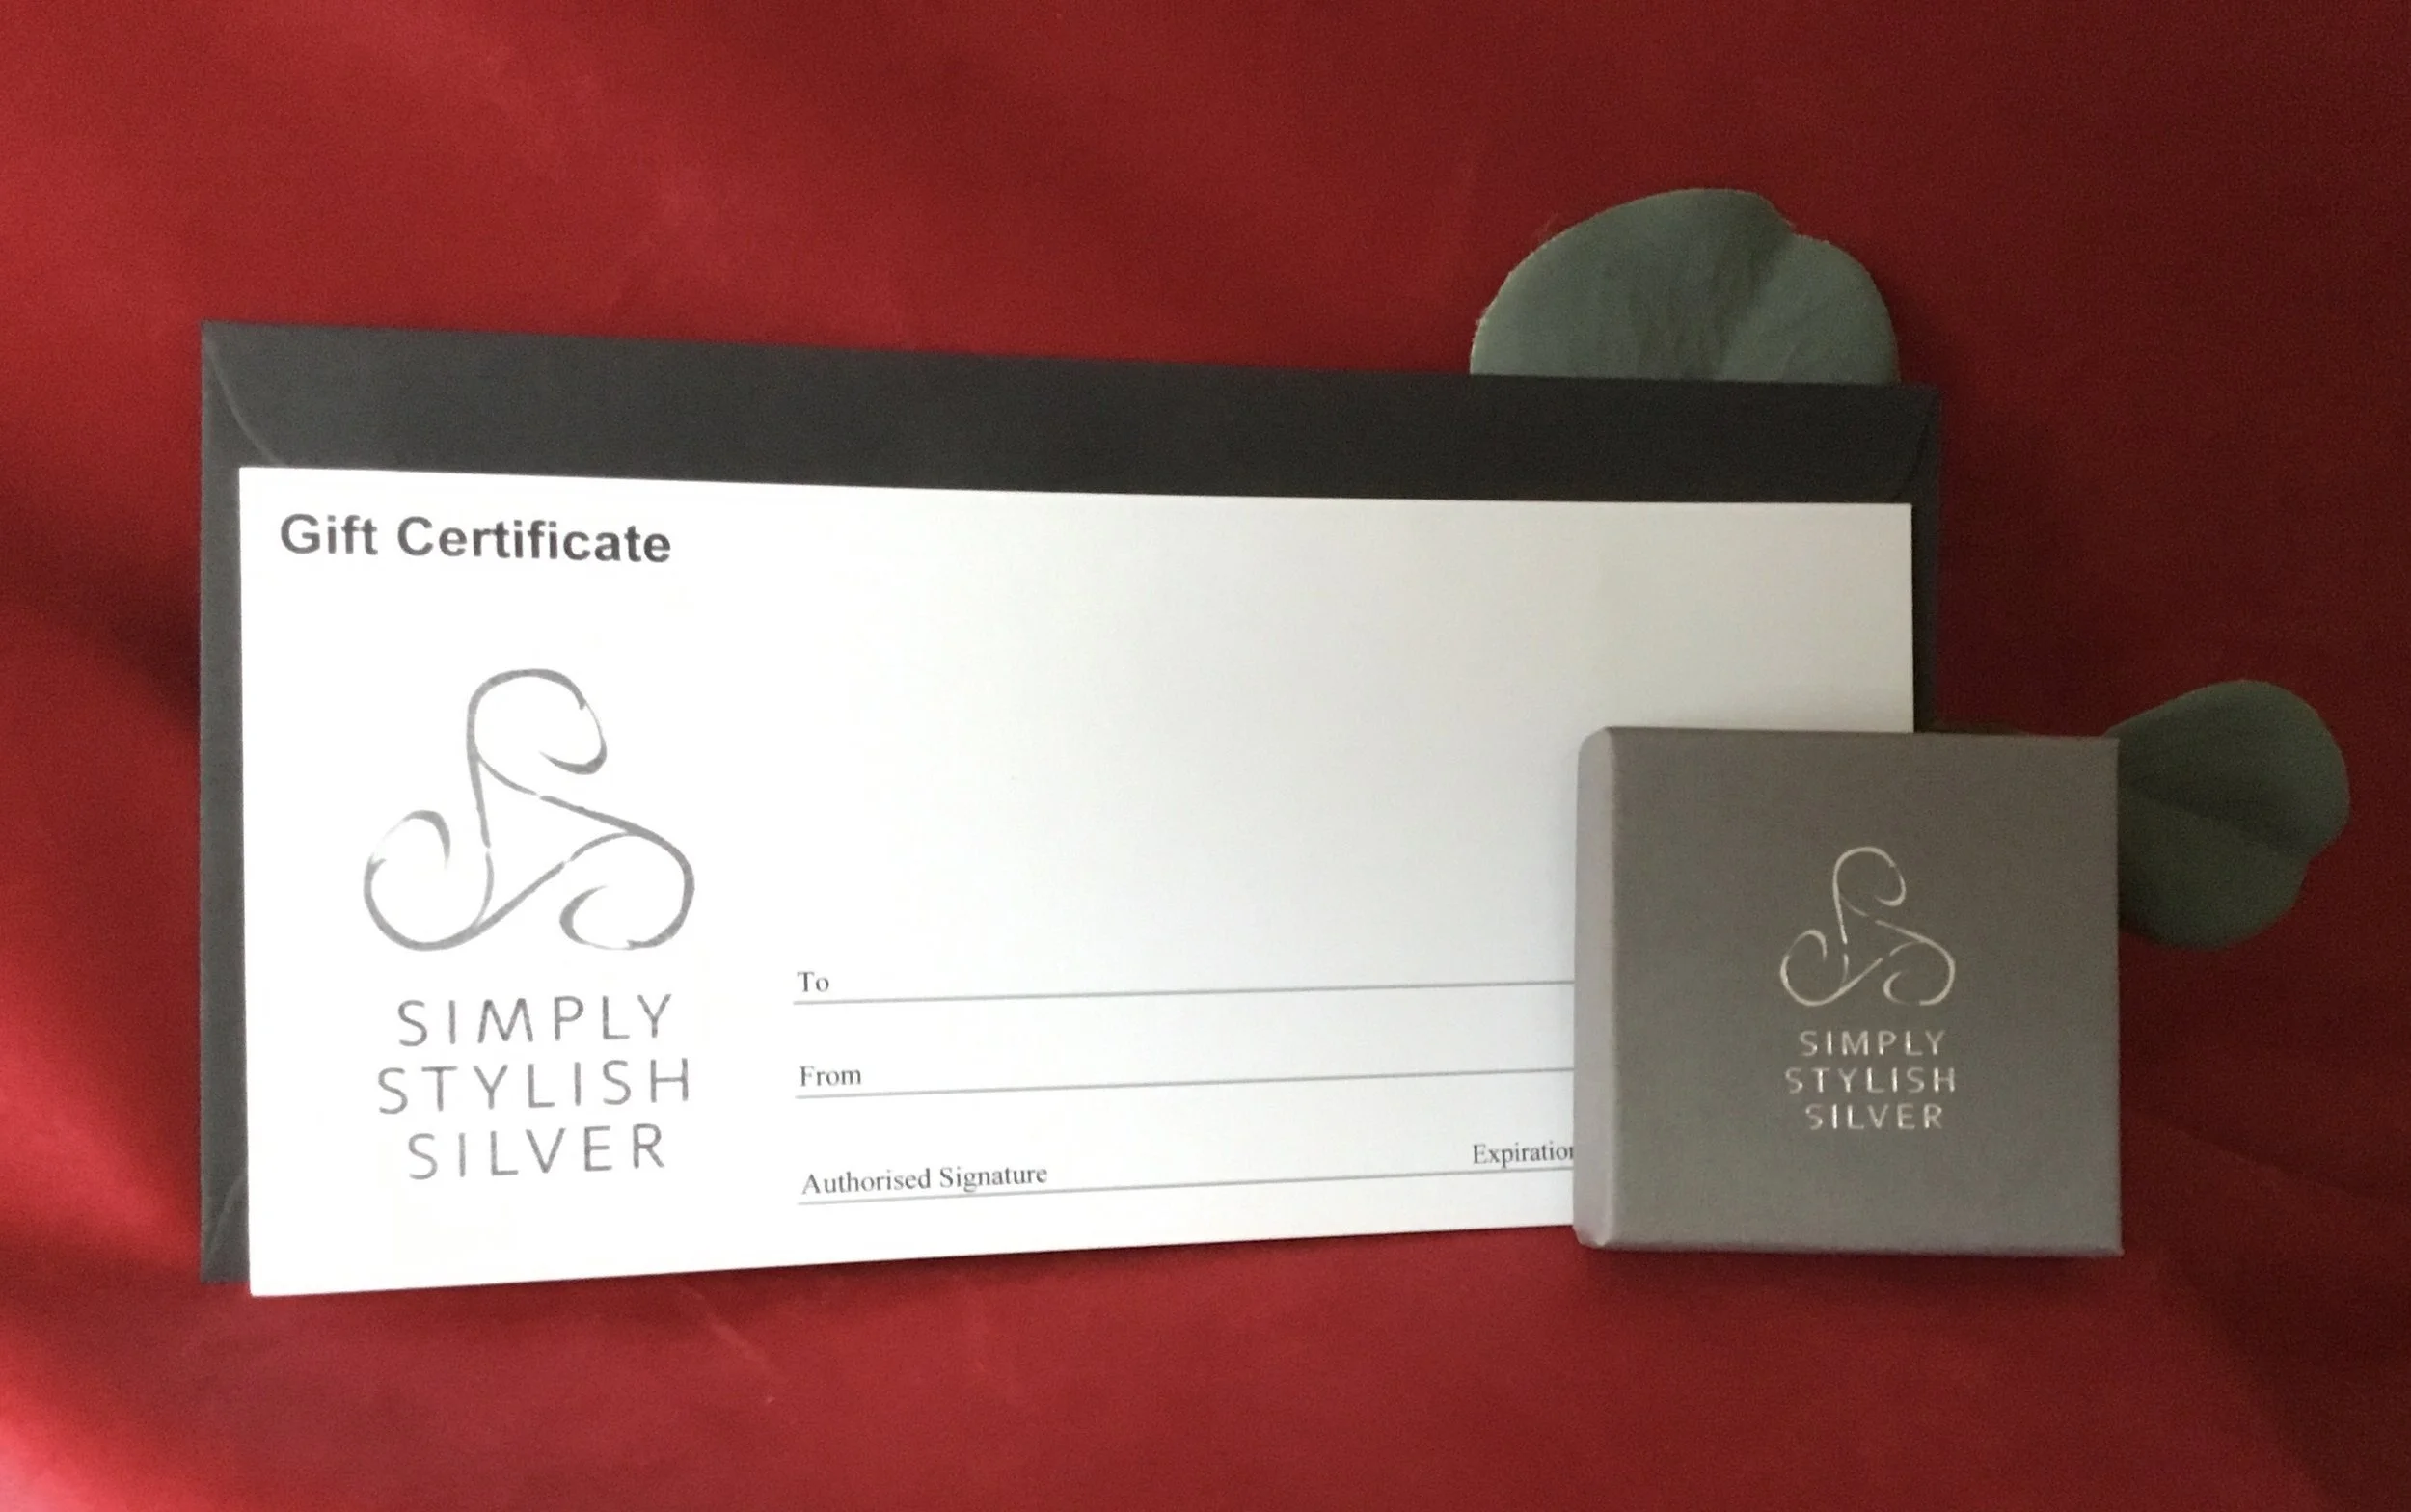 Gift Certificate
SIMPLY
STYLISH
SILVER
To
From
Authorised Signature
SIMPLY
STYLISH
SILVER